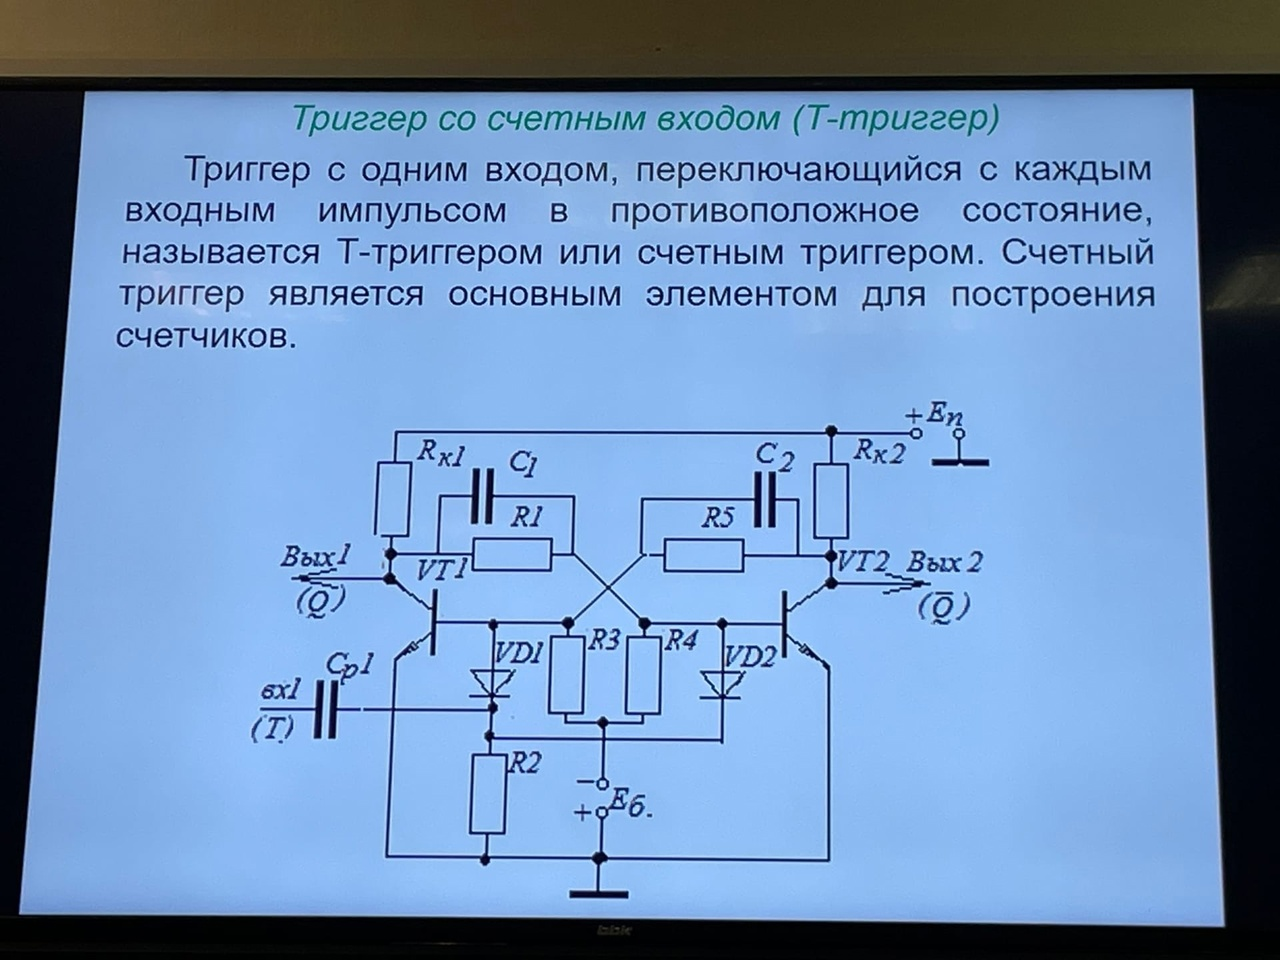 Триггер со счетным входом (Т-триггер)
Триггер с одним входом, переключающийся с каждым
входным импульсом в противоположное состояние,
называется Т-триггером или счетным триггером. Счетный
триггер является основным элементом для построения
счетчиков.
+Eп
Rк1
C1
C2
Rк2
R1
R5
Вых1
VT1
VT2
Вых2
(Q)
(Q̄)
VD1
R3
R4
VD2
Cр1
вх1
(T)
R2
−
+
Eб.
bbk